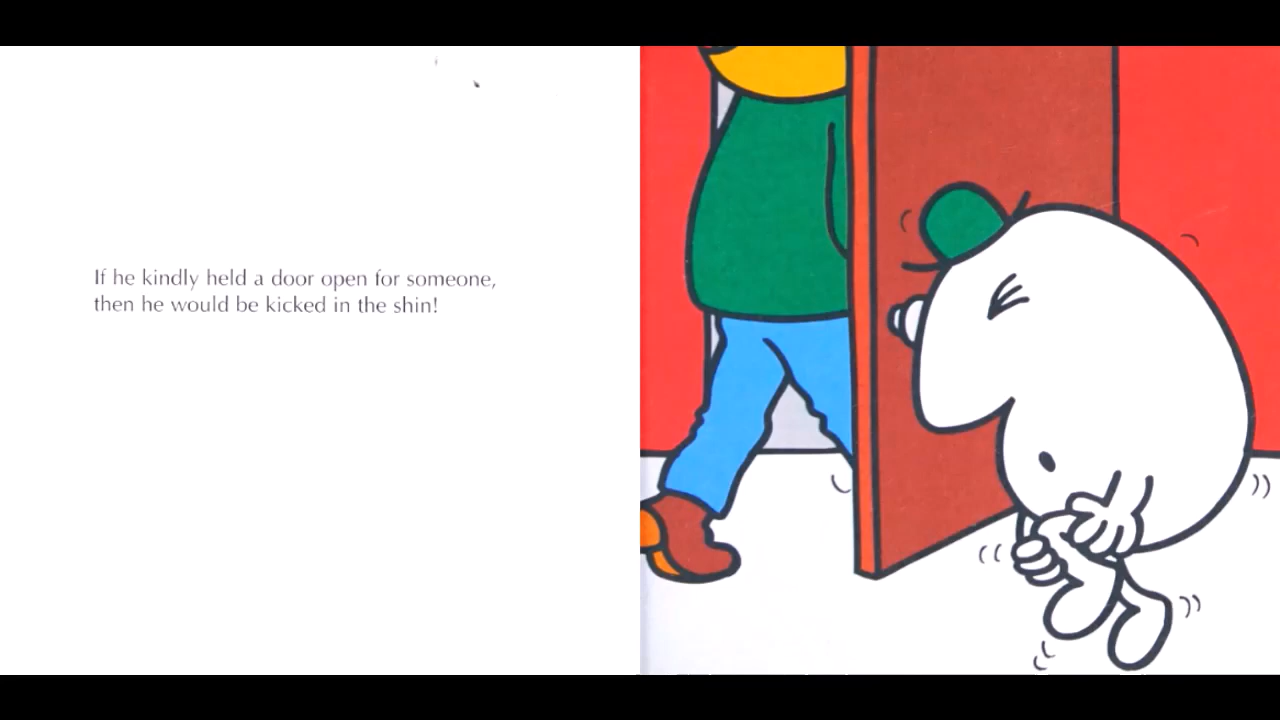 If he kindly held a door open for someone,
then he would be kicked in the shin!